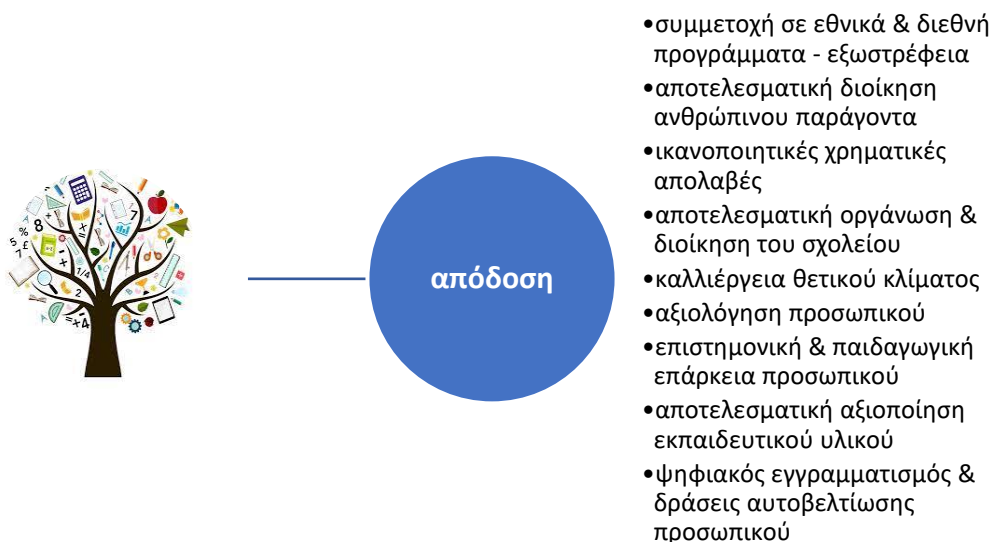 •συμμετοχή σε εθνικά & διεθνή
προγράμματα - εξωστρέφεια
•αποτελεσματική διοίκηση
ανθρώπινου παράγοντα
•ικανοποιητικές χρηματικές
απολαβές
•αποτελεσματική οργάνωση &
διοίκηση του σχολείου
•καλλιέργεια θετικού κλίματος
•αξιολόγηση προσωπικού
•επιστημονική & παιδαγωγική
επάρκεια προσωπικού
•αποτελεσματική αξιοποίηση
εκπαιδευτικού υλικού
•ψηφιακός εγγραμματισμός &
δράσεις αυτοβελτίωσης
προσωπικού
απόδοση